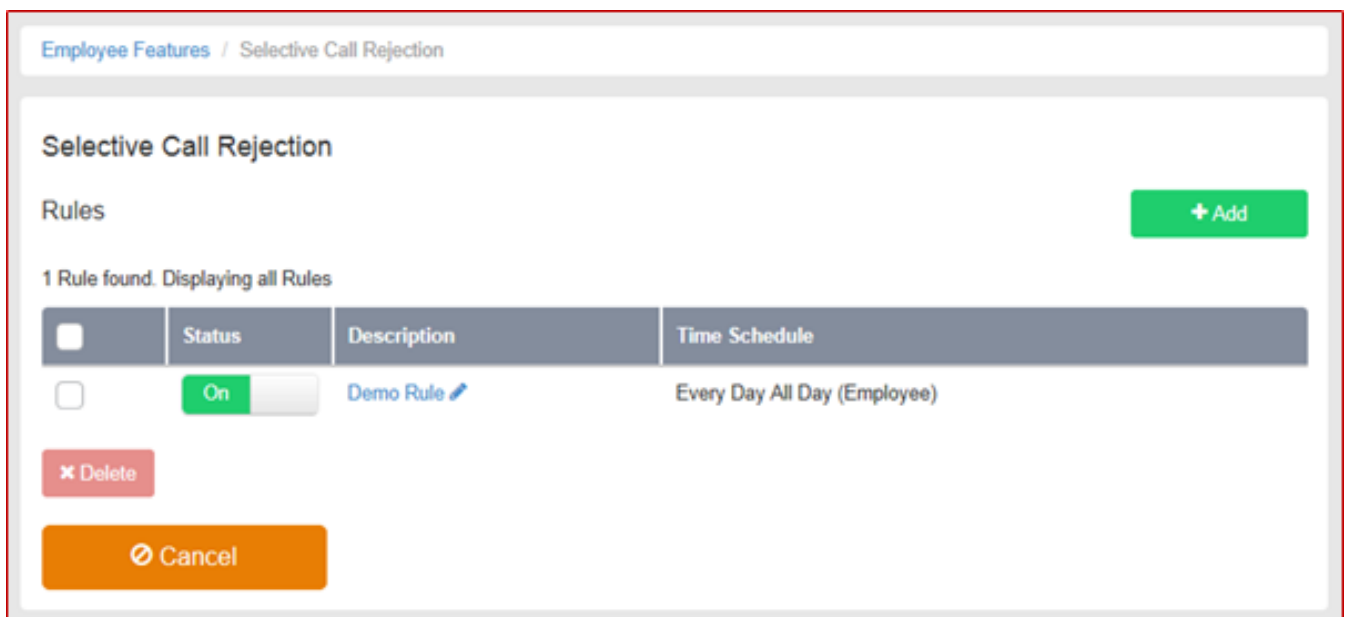 Employee Features / Selective Call Rejection
Selective Call Rejection
Rules
+ Add
1 Rule found. Displaying all Rules
Status Description Time Schedule
On Demo Rule Every Day All Day (Employee)
× Delete
Cancel